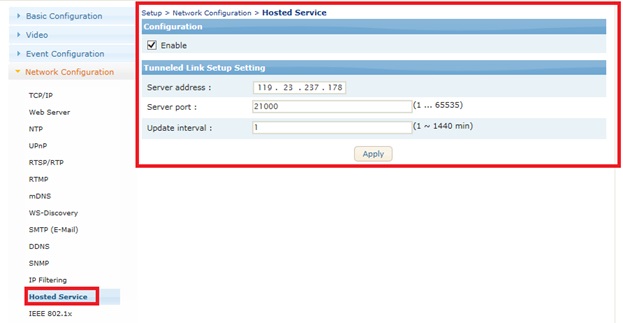 Basic Configuration
Video
Event Configuration
Network Configuration
TCP/IP
Web Server
NTP
UPnP
RTSP/RTP
RTMP
mDNS
WS-Discovery
SMTP (E-Mail)
DDNS
SNMP
IP Filtering
Hosted Service
IEEE 802.1x
Setup > Network Configuration > Hosted Service
Configuration
Enable
Tunneled Link Setup Setting
Server address : 119 . 23 . 237 . 178
Server port : 21000 (1 ... 65535)
Update interval : 1 (1 ~ 1440 min)
Apply